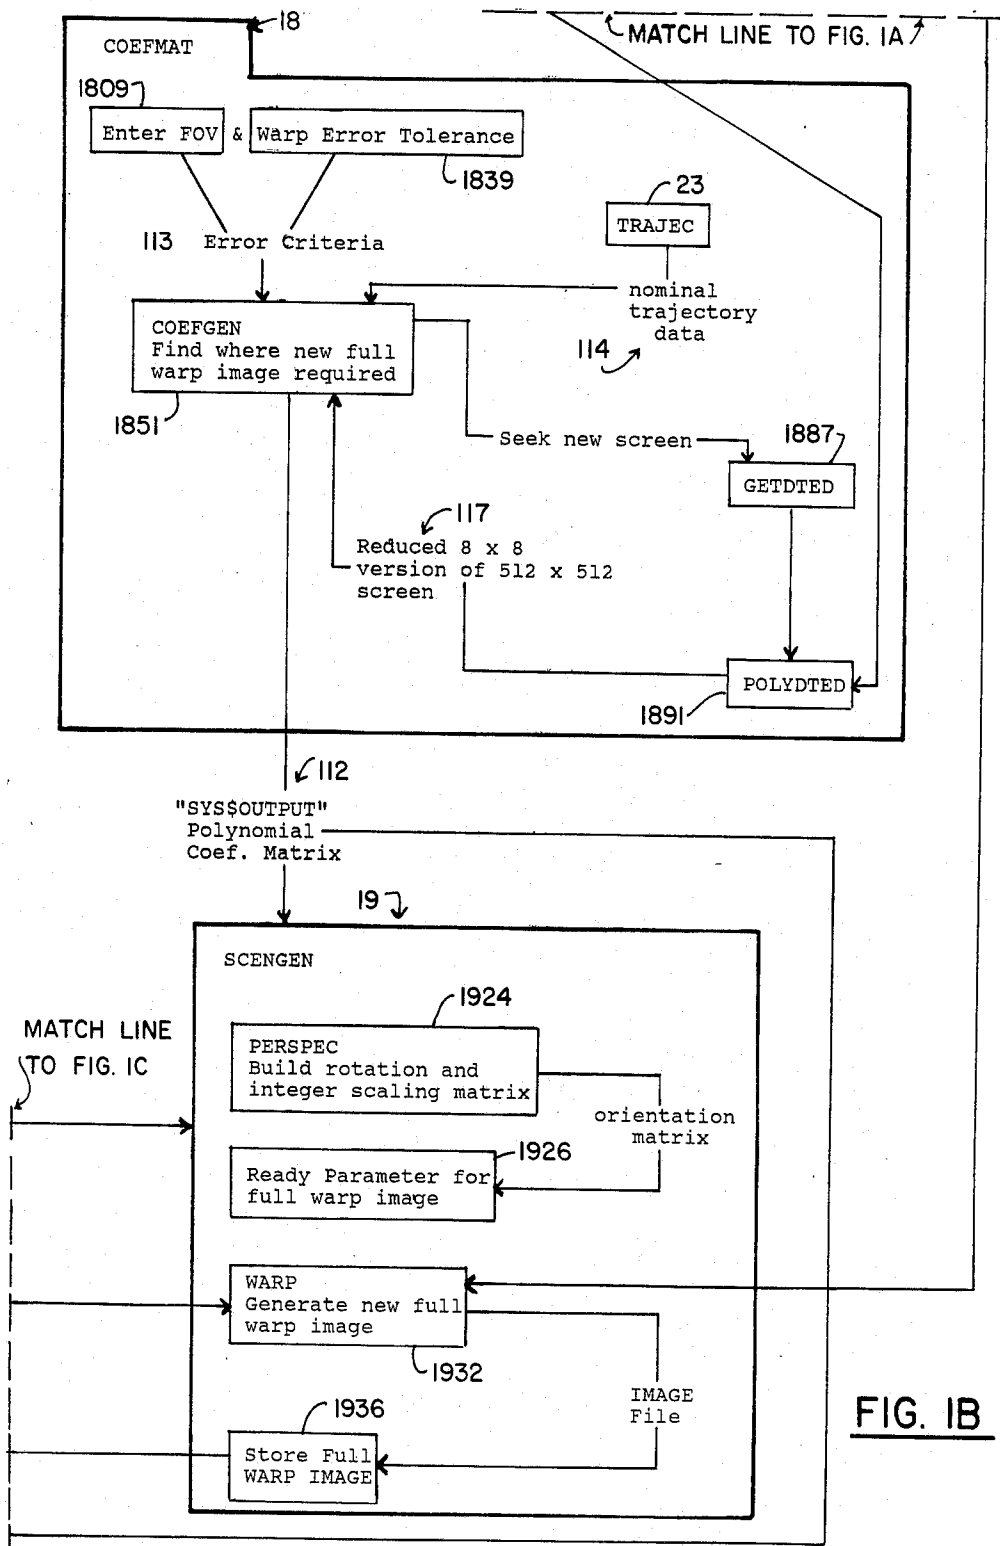 18
MATCH LINE TO FIG. 1A
COEFMAT
1809
Enter FOV & Warp Error Tolerance
1839
23
TRAJEC
113 Error Criteria
nominal
trajectory
data
114
COEFGEN
Find where new full
warp image required
1851
Seek new screen
1887
GETDTED
117
Reduced 8 x 8
version of 512 x 512
screen
POLYDTED
1891
112
"SYS$OUTPUT"
Polynomial
Coef. Matrix
19
SCENGEN
1924
MATCH LINE
TO FIG. 1C
PERSPEC
Build rotation and
integer scaling matrix
orientation
matrix
1926
Ready Parameter for
full warp image
WARP
Generate new full
warp image
1932
IMAGE
File
1936
Store Full
WARP IMAGE
FIG. 1B